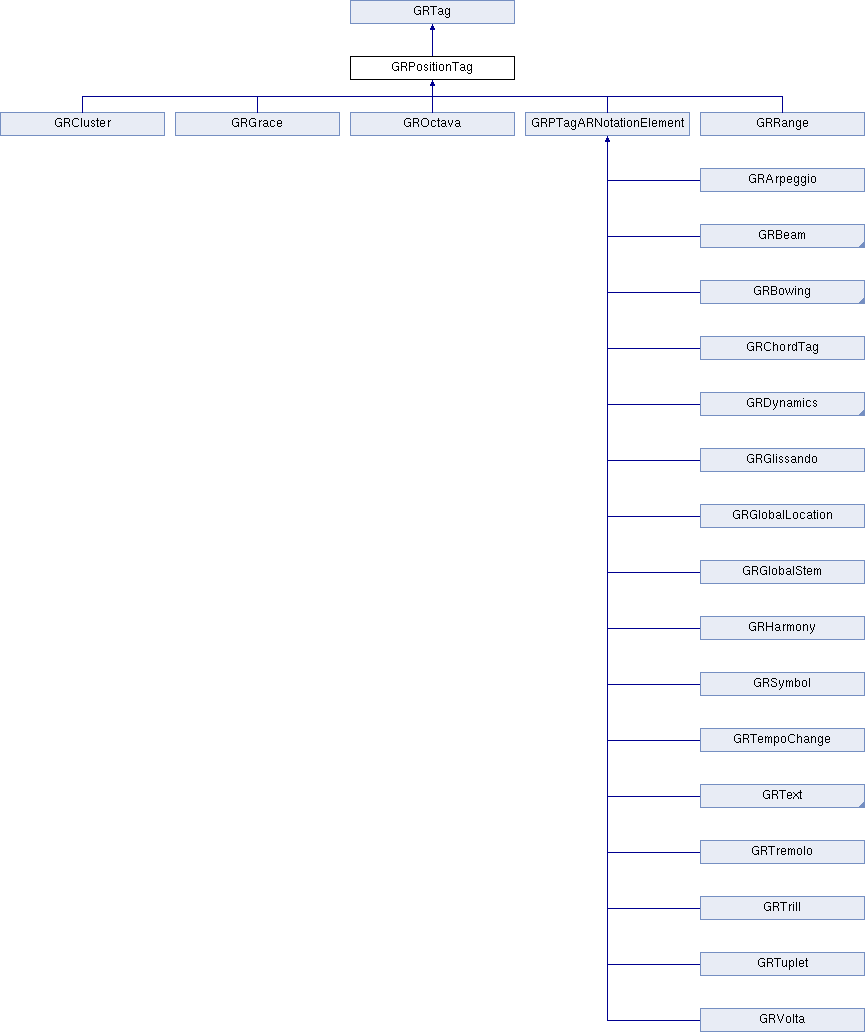 GRTag
GRPositionTag
GRCluster
GRGrace
GROctava
GRPTagARNotationElement
GRRange
GRArpeggio
GRBeam
GRBowing
GRChordTag
GRDynamics
GRGlissando
GRGlobalLocation
GRGlobalStem
GRHarmony
GRSymbol
GRTempoChange
GRText
GRTremolo
GRTrill
GRTuplet
GRVolta